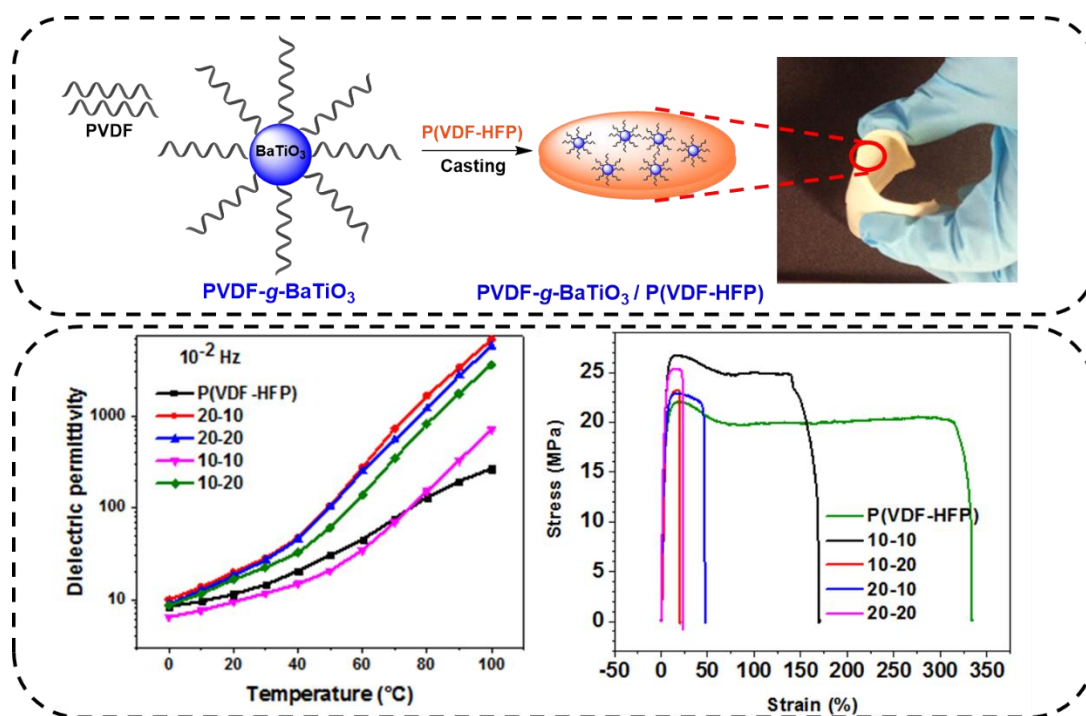 PVDF
BaTiO₃
P(VDF-HFP)
Casting
PVDF-g-BaTiO₃
PVDF-g-BaTiO₃ / P(VDF-HFP)
10⁻² Hz
P(VDF-HFP)
20-10
20-20
10-10
10-20
Dielectric permittivity
1000
100
10
0 20 40 60 80 100
Temperature (°C)
Stress (MPa)
25
20
15
10
5
0
P(VDF-HFP)
10-10
10-20
20-10
20-20
-50 0 50 100 150 200 250 300 350
Strain (%)